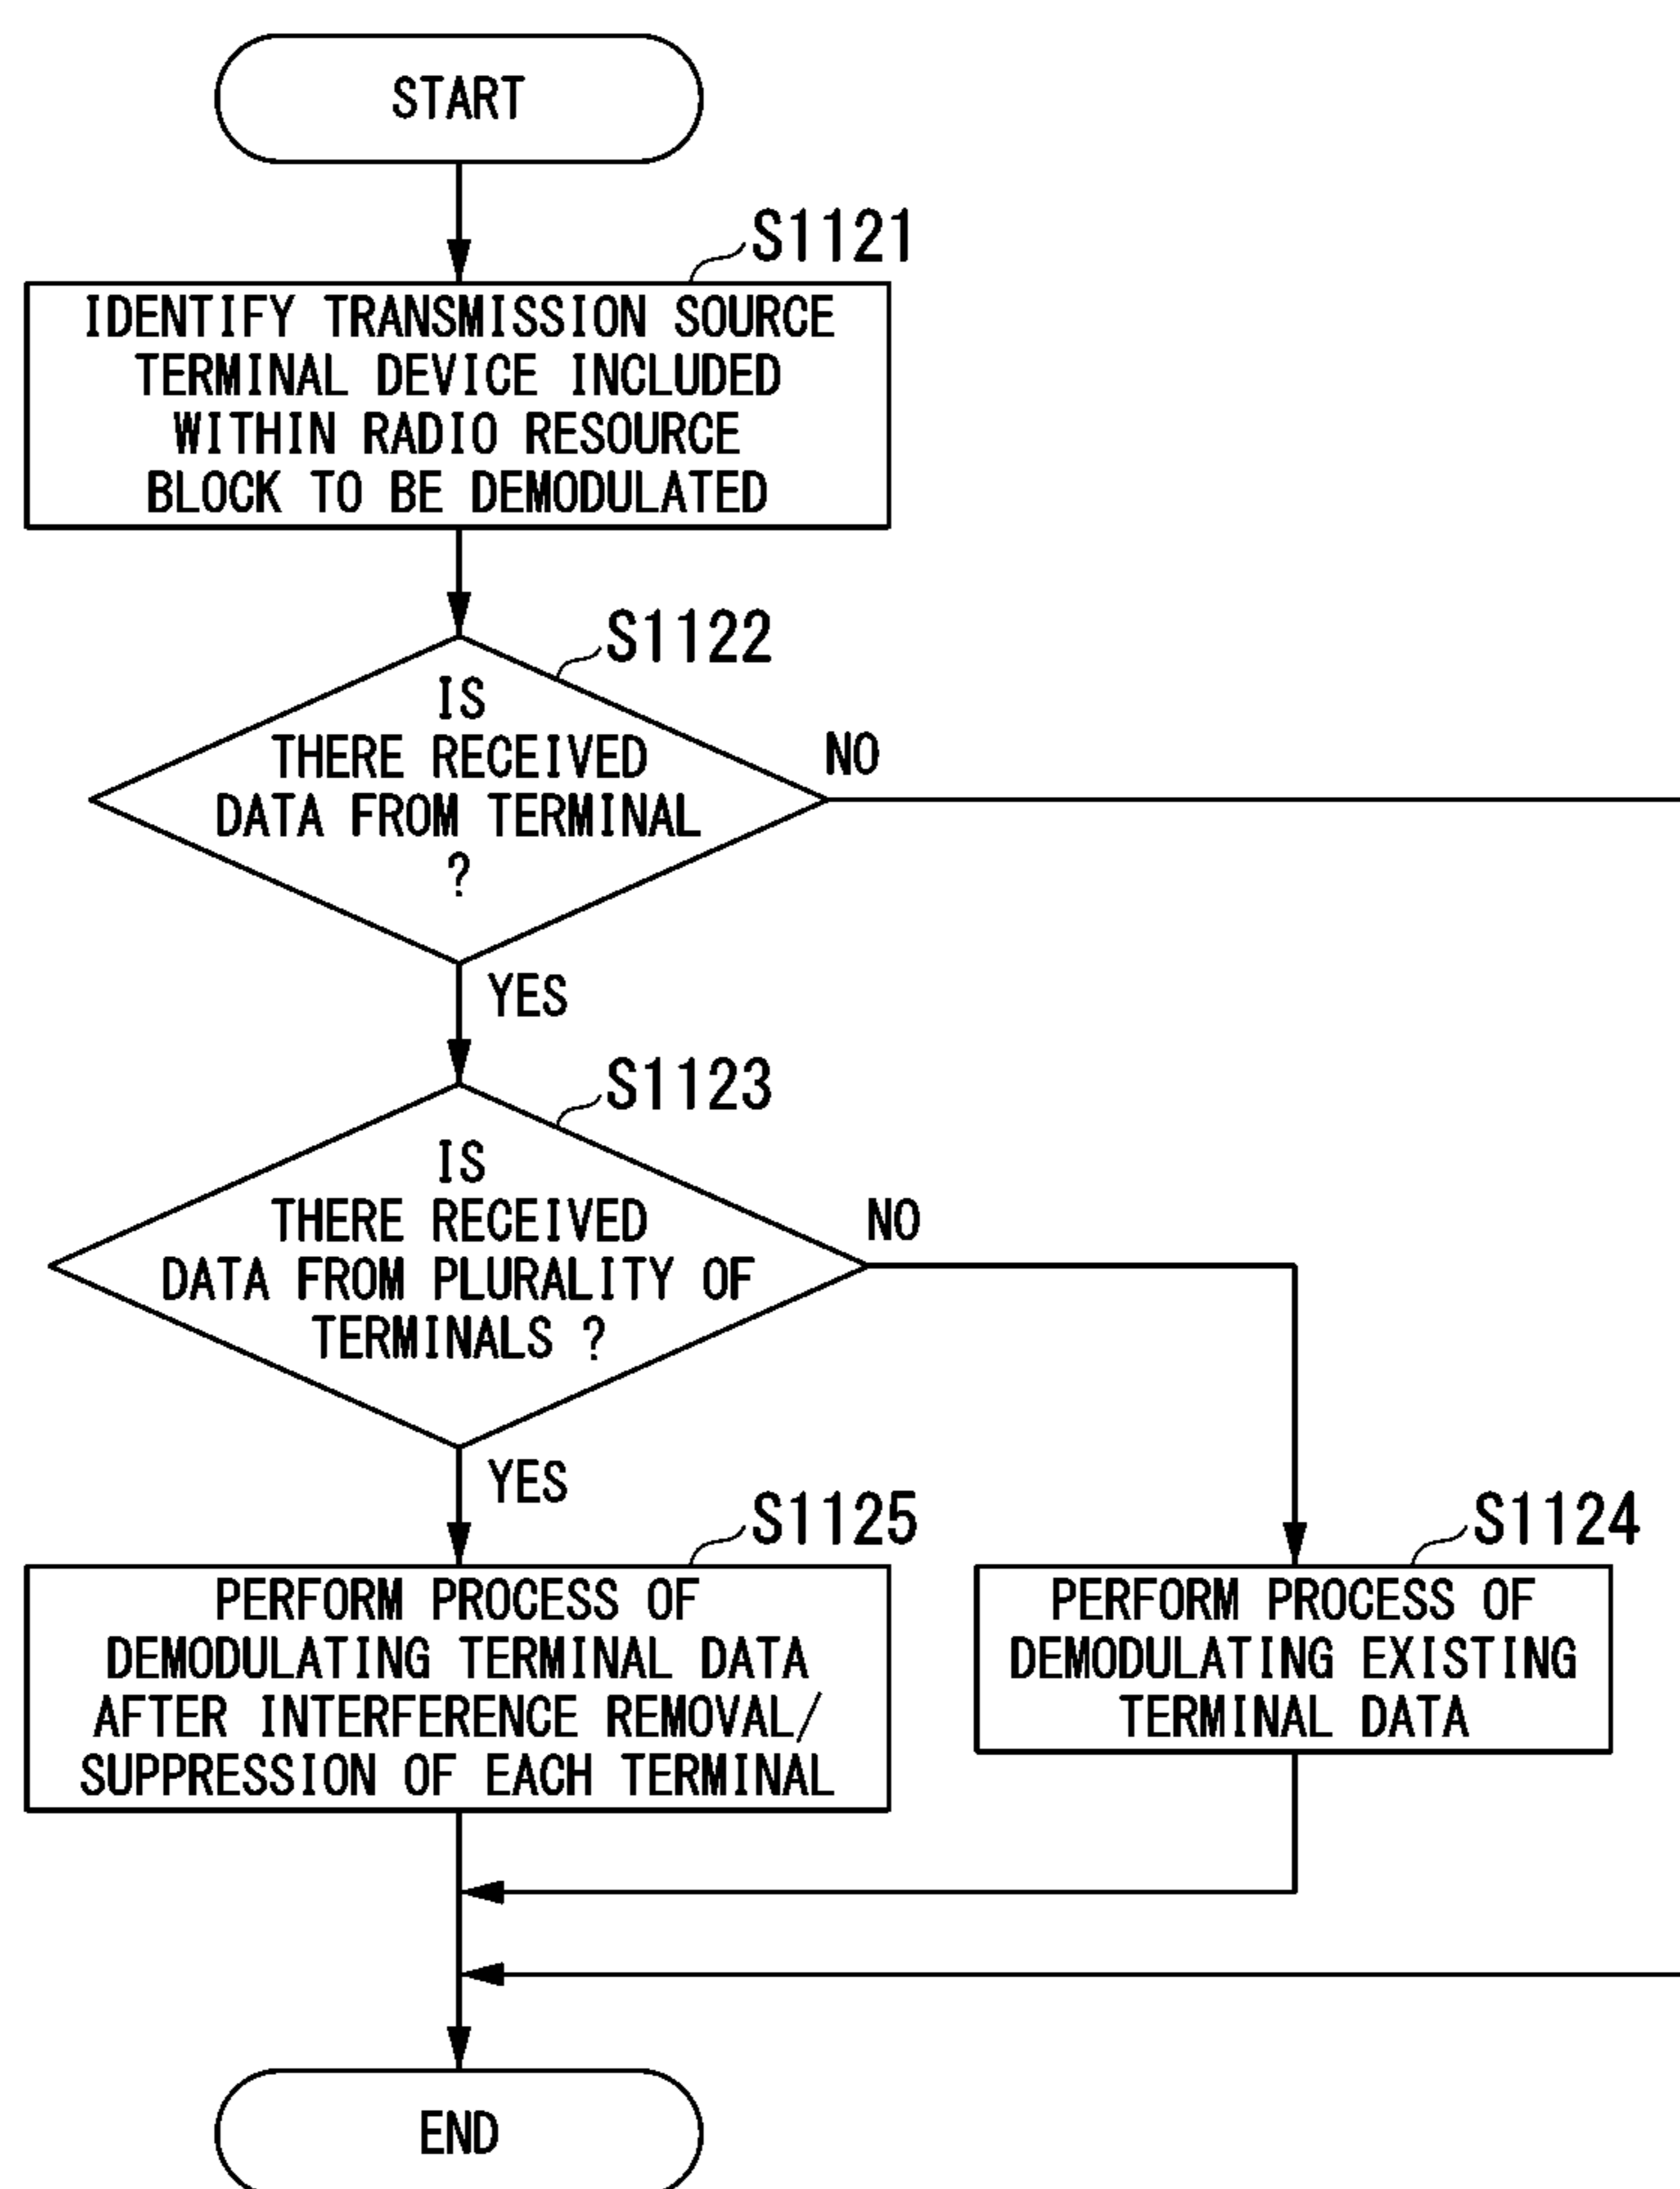 START
S1121
IDENTIFY TRANSMISSION SOURCE
TERMINAL DEVICE INCLUDED
WITHIN RADIO RESOURCE
BLOCK TO BE DEMODULATED
S1122
IS
THERE RECEIVED
DATA FROM TERMINAL
?
NO
YES
S1123
IS
THERE RECEIVED
DATA FROM PLURALITY OF
TERMINALS ?
NO
YES
S1125
PERFORM PROCESS OF
DEMODULATING TERMINAL DATA
AFTER INTERFERENCE REMOVAL/
SUPPRESSION OF EACH TERMINAL
S1124
PERFORM PROCESS OF
DEMODULATING EXISTING
TERMINAL DATA
END